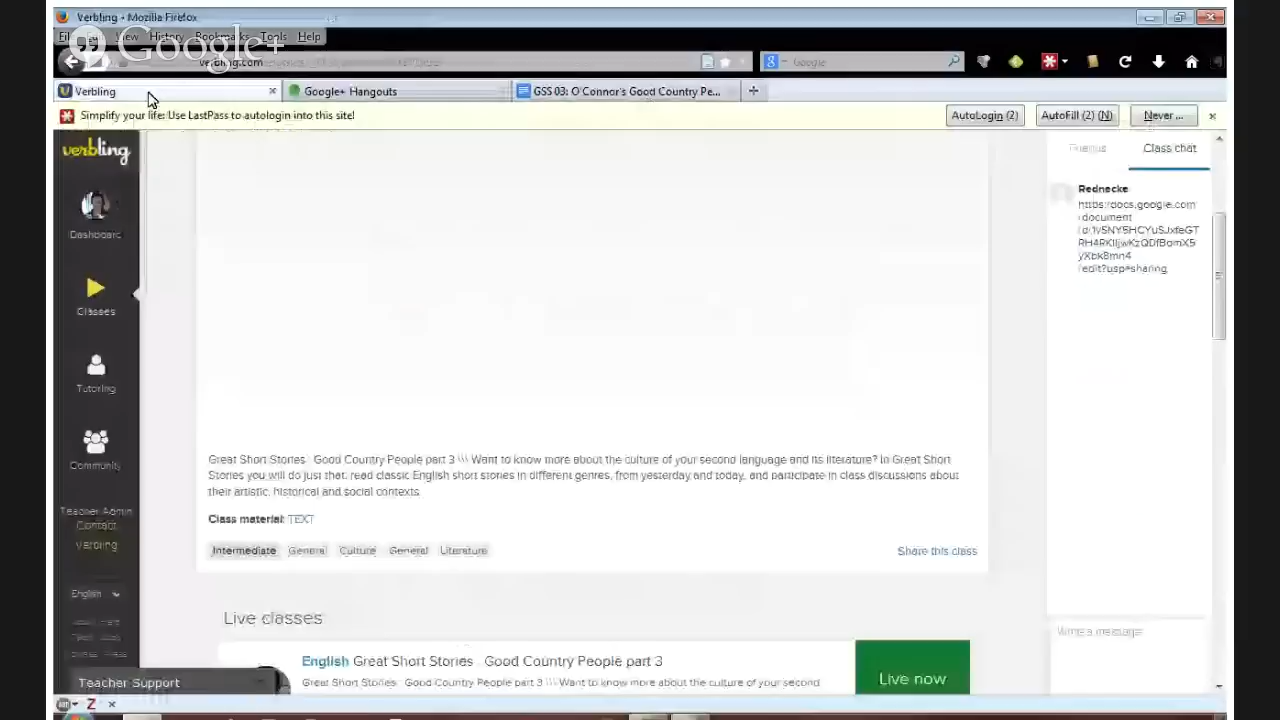 Verbling - Mozilla Firefox
View History Bookmarks Tools Help
Google+
verbling.com
Google
Verbling
Google+ Hangouts
GSS 03: O'Connor's Good Country Pe...
Simplify your life: Use LastPass to autologin into this site!
AutoLogin (2)
AutoFill (2) (N)
Never ...
verbling
Dashboard
Classes
Tutoring
Community
Teacher Admin
Contact
Verbling
English
Teacher Support
Class chat
Rednecke
https:/docs.google.com
/document
/edit?usp=sharing
Write a message
Great Short Stories Good Country People part 3 \\\ Want to know more about the culture of your second language and its literature? In Great Short
Stories you will do just that: read classic English short stories in different genres, from yesterday and today, and participate in class discussions about
their artistic, historical and social contexts.
Class material: TEXT
Intermediate General Culture General Literature
Share this class
Live classes
English Great Short Stories Good Country People part 3
Great Short Stories Good Country People part 3 \\\ Want to know more about the culture of your second
Live now